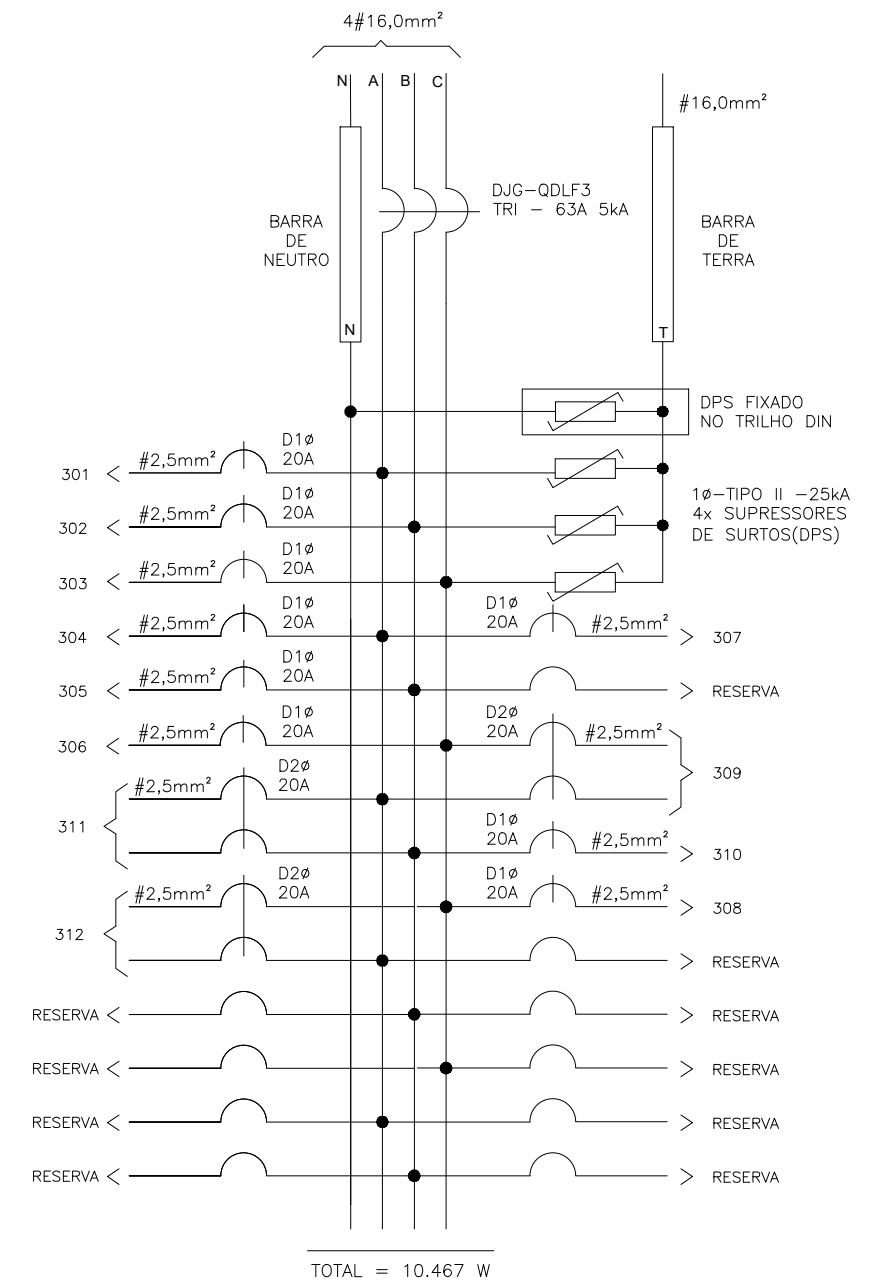 4#16,0mm²
N A B C
#16,0mm²
DJG-QDLF3
TRI - 63A 5kA
BARRA
DE
NEUTRO
BARRA
DE
TERRA
N
T
DPS FIXADO
NO TRILHO DIN
1ø-TIPO II -25kA
4x SUPRESSORES
DE SURTOS(DPS)
301 #2,5mm² D1ø
20A
302 #2,5mm² D1ø
20A
303 #2,5mm² D1ø
20A
304 #2,5mm² D1ø
20A
D1ø
20A #2,5mm² 307
305 #2,5mm² D1ø
20A
RESERVA
306 #2,5mm² D1ø
20A
D2ø
20A #2,5mm²
309
311 #2,5mm² D2ø
20A
D1ø
20A #2,5mm² 310
312 #2,5mm² D2ø
20A
D1ø
20A #2,5mm² 308
RESERVA
RESERVA RESERVA
RESERVA RESERVA
RESERVA RESERVA
RESERVA RESERVA
TOTAL = 10.467 W